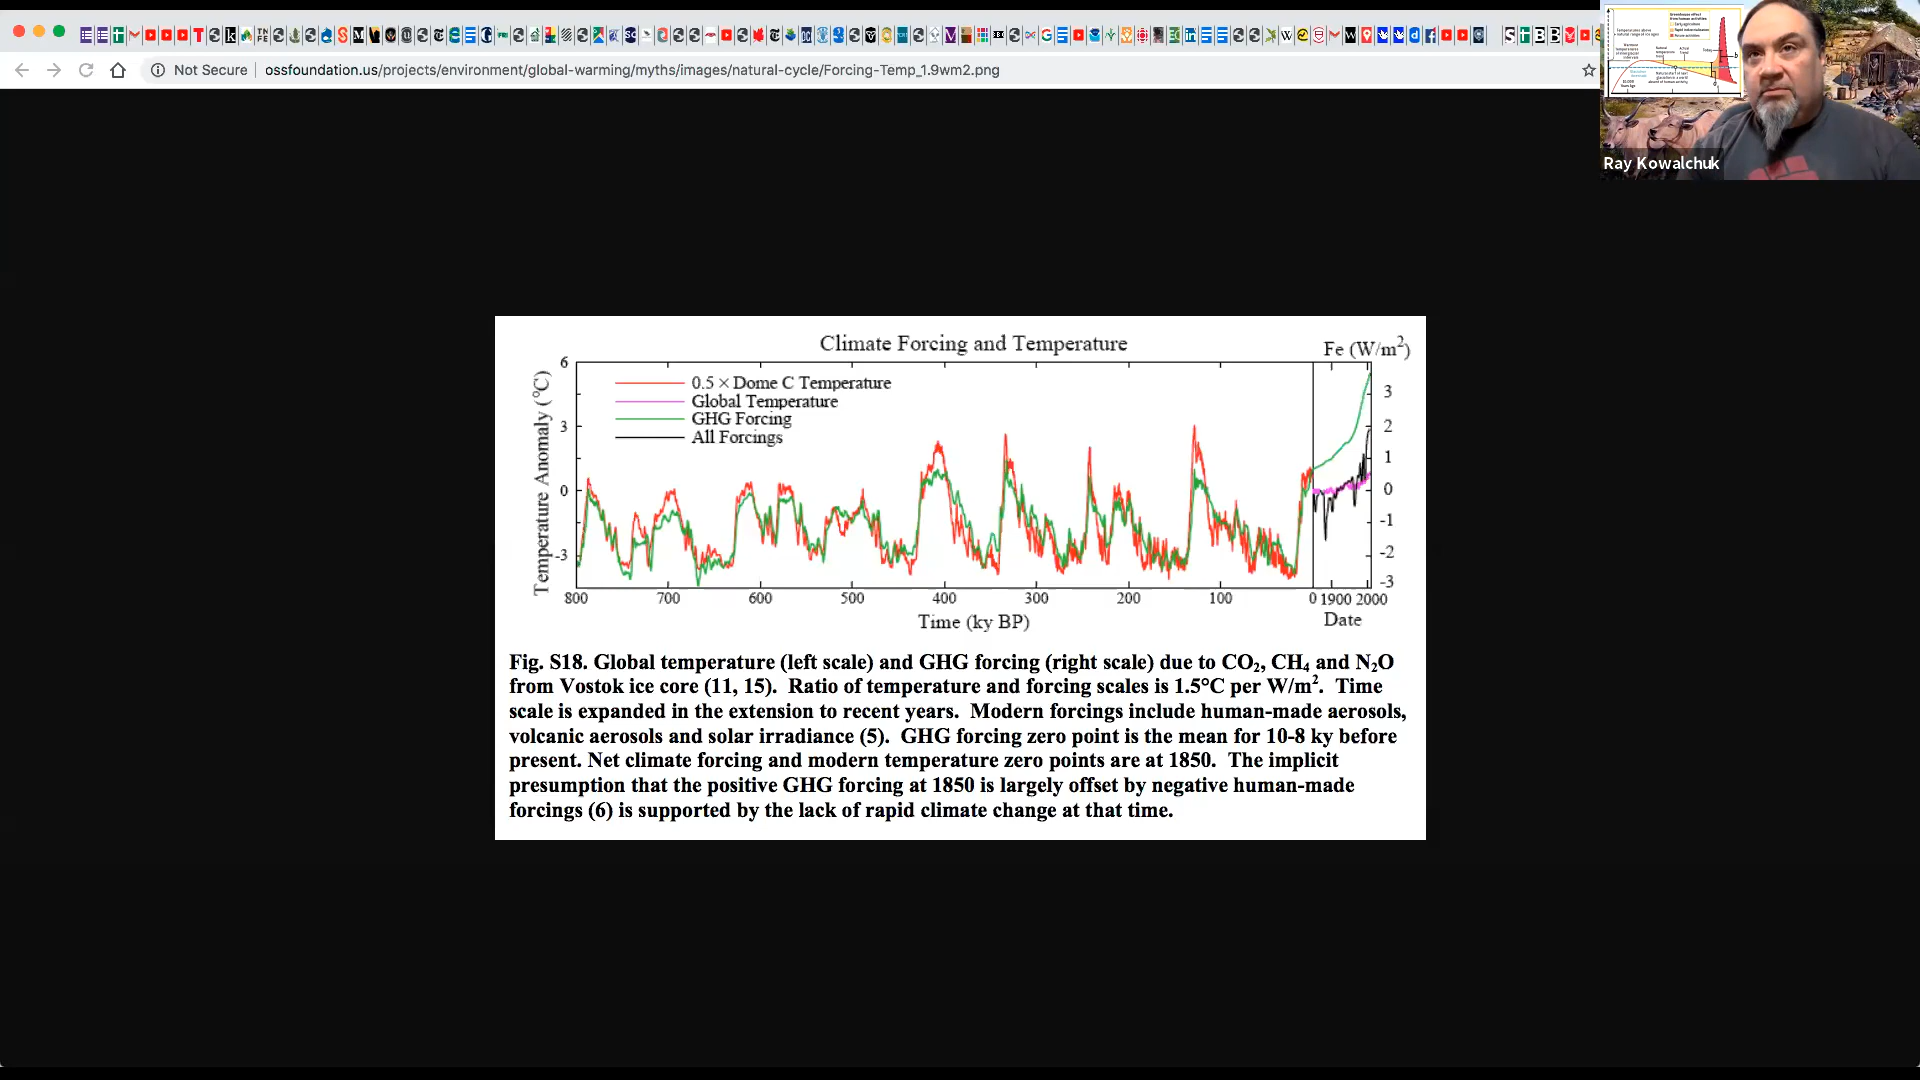 Not Secure
ossfoundation.us/projects/environment/global-warming/myths/images/natural-cycle/Forcing-Temp_1.9wm2.png
Ray Kowalchuk
Climate Forcing and Temperature
Fe (W/m²)
0.5 × Dome C Temperature
Global Temperature
GHG Forcing
All Forcings
Temperature Anomaly (°C)
6
3
0
-3
3
2
1
0
-1
-2
-3
800 700 600 500 400 300 200 100 0 1900 2000
Time (ky BP)
Date
Fig. S18. Global temperature (left scale) and GHG forcing (right scale) due to CO₂, CH₄ and N₂O
from Vostok ice core (11, 15). Ratio of temperature and forcing scales is 1.5°C per W/m². Time
scale is expanded in the extension to recent years. Modern forcings include human-made aerosols,
volcanic aerosols and solar irradiance (5). GHG forcing zero point is the mean for 10-8 ky before
present. Net climate forcing and modern temperature zero points are at 1850. The implicit
presumption that the positive GHG forcing at 1850 is largely offset by negative human-made
forcings (6) is supported by the lack of rapid climate change at that time.